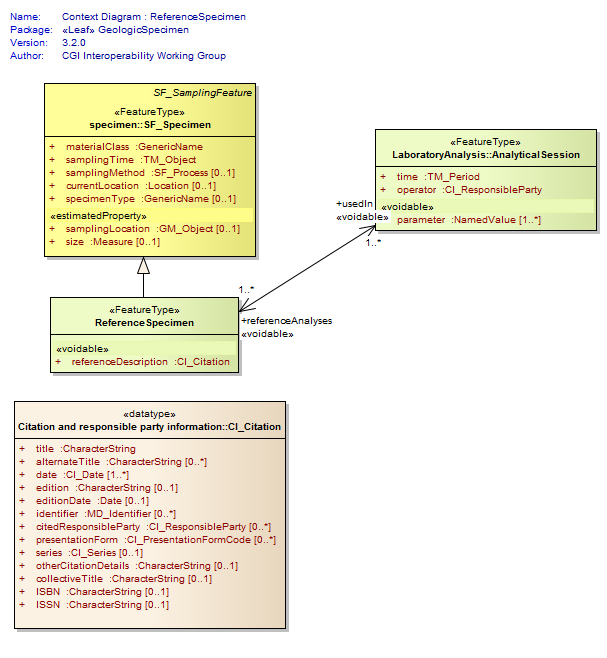 Name: Context Diagram : ReferenceSpecimen
Package: «Leaf» GeologicSpecimen
Version: 3.2.0
Author: CGI Interoperability Working Group
SF_SamplingFeature
«FeatureType»
specimen::SF_Specimen
+ materialClass :GenericName
+ samplingTime :TM_Object
+ samplingMethod :SF_Process [0..1]
+ currentLocation :Location [0..1]
+ specimenType :GenericName [0..1]
«estimatedProperty»
+ samplingLocation :GM_Object [0..1]
+ size :Measure [0..1]
«FeatureType»
LaboratoryAnalysis::AnalyticalSession
+ time :TM_Period
+ operator :CI_ResponsibleParty
«voidable»
+ parameter :NamedValue [1..*]
+usedIn
«voidable»
1..*
1..*
+referenceAnalyses
«voidable»
«FeatureType»
ReferenceSpecimen
«voidable»
+ referenceDescription :CI_Citation
«datatype»
Citation and responsible party information::CI_Citation
+ title :CharacterString
+ alternateTitle :CharacterString [0..*]
+ date :CI_Date [1..*]
+ edition :CharacterString [0..1]
+ editionDate :Date [0..1]
+ identifier :MD_Identifier [0..*]
+ citedResponsibleParty :CI_ResponsibleParty [0..*]
+ presentationForm :CI_PresentationFormCode [0..*]
+ series :CI_Series [0..1]
+ otherCitationDetails :CharacterString [0..1]
+ collectiveTitle :CharacterString [0..1]
+ ISBN :CharacterString [0..1]
+ ISSN :CharacterString [0..1]